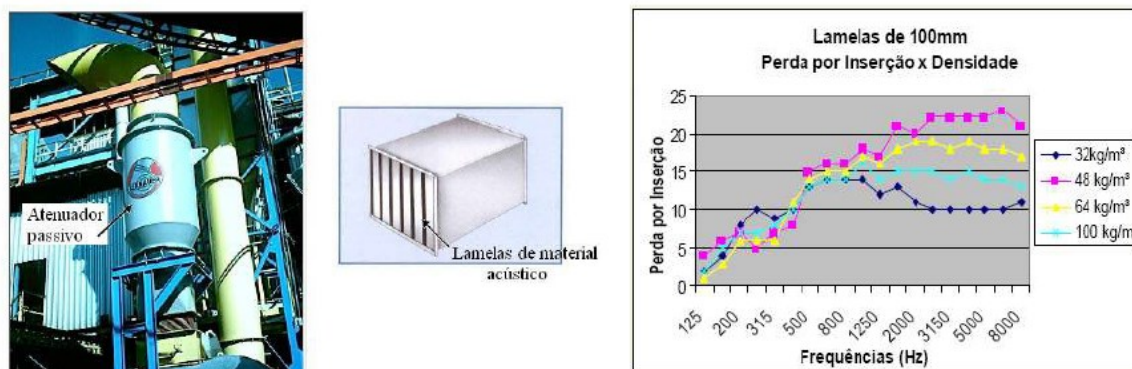 Atenuador
passivo
Lamelas de material
acústico
Lamelas de 100mm
Perda por Inserção x Densidade
Perda por Inserção
25
20
15
10
5
0
125
200
315
500
800
1250
2000
3150
5000
8000
Frequências (Hz)
32kg/m³
48 kg/m³
64 kg/m³
100 kg/m